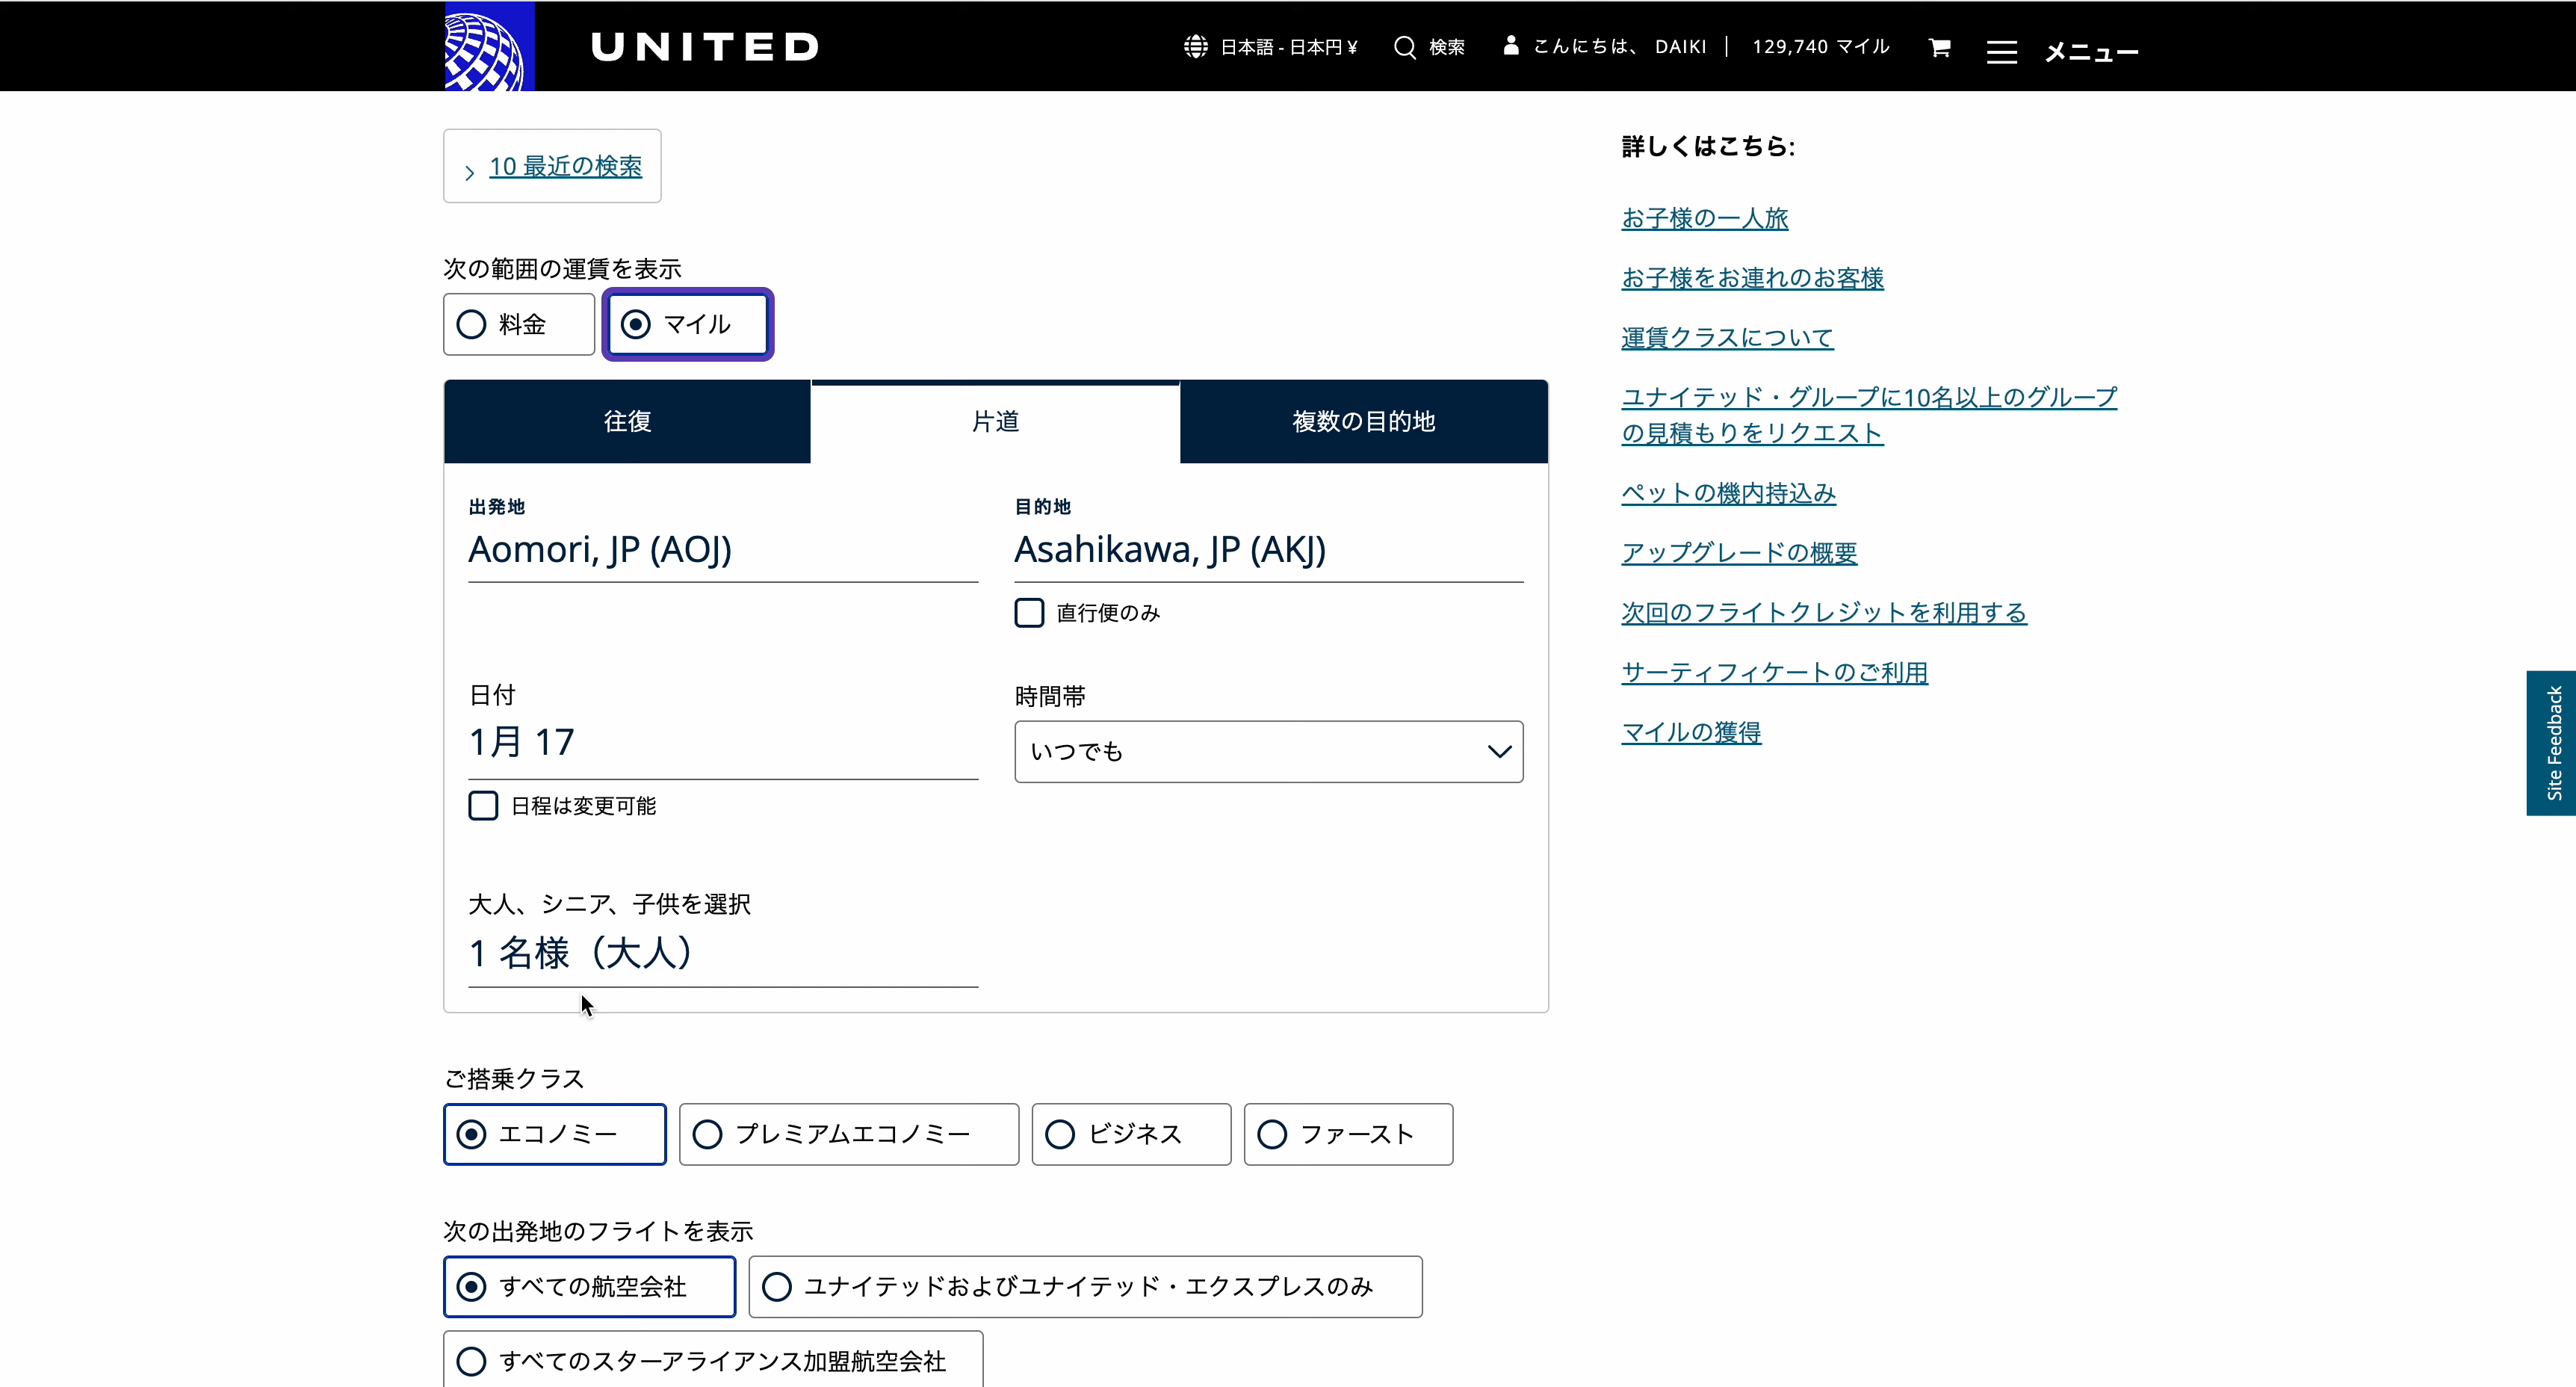 UNITED
日本語 - 日本円 ¥
検索
こんにちは、 DAIKI
129,740 マイル
メニュー
10 最近の検索
次の範囲の運賃を表示
料金
マイル
往復
片道
複数の目的地
出発地
Aomori, JP (AOJ)
目的地
Asahikawa, JP (AKJ)
直行便のみ
日付
1月 17
日程は変更可能
時間帯
いつでも
大人、シニア、子供を選択
1 名様（大人）
ご搭乗クラス
エコノミー
プレミアムエコノミー
ビジネス
ファースト
次の出発地のフライトを表示
すべての航空会社
ユナイテッドおよびユナイテッド・エクスプレスのみ
すべてのスターアライアンス加盟航空会社
詳しくはこちら:
お子様の一人旅
お子様をお連れのお客様
運賃クラスについて
ユナイテッド・グループに10名以上のグループ
の見積もりをリクエスト
ペットの機内持込み
アップグレードの概要
次回のフライトクレジットを利用する
サーティフィケートのご利用
マイルの獲得
Site Feedback